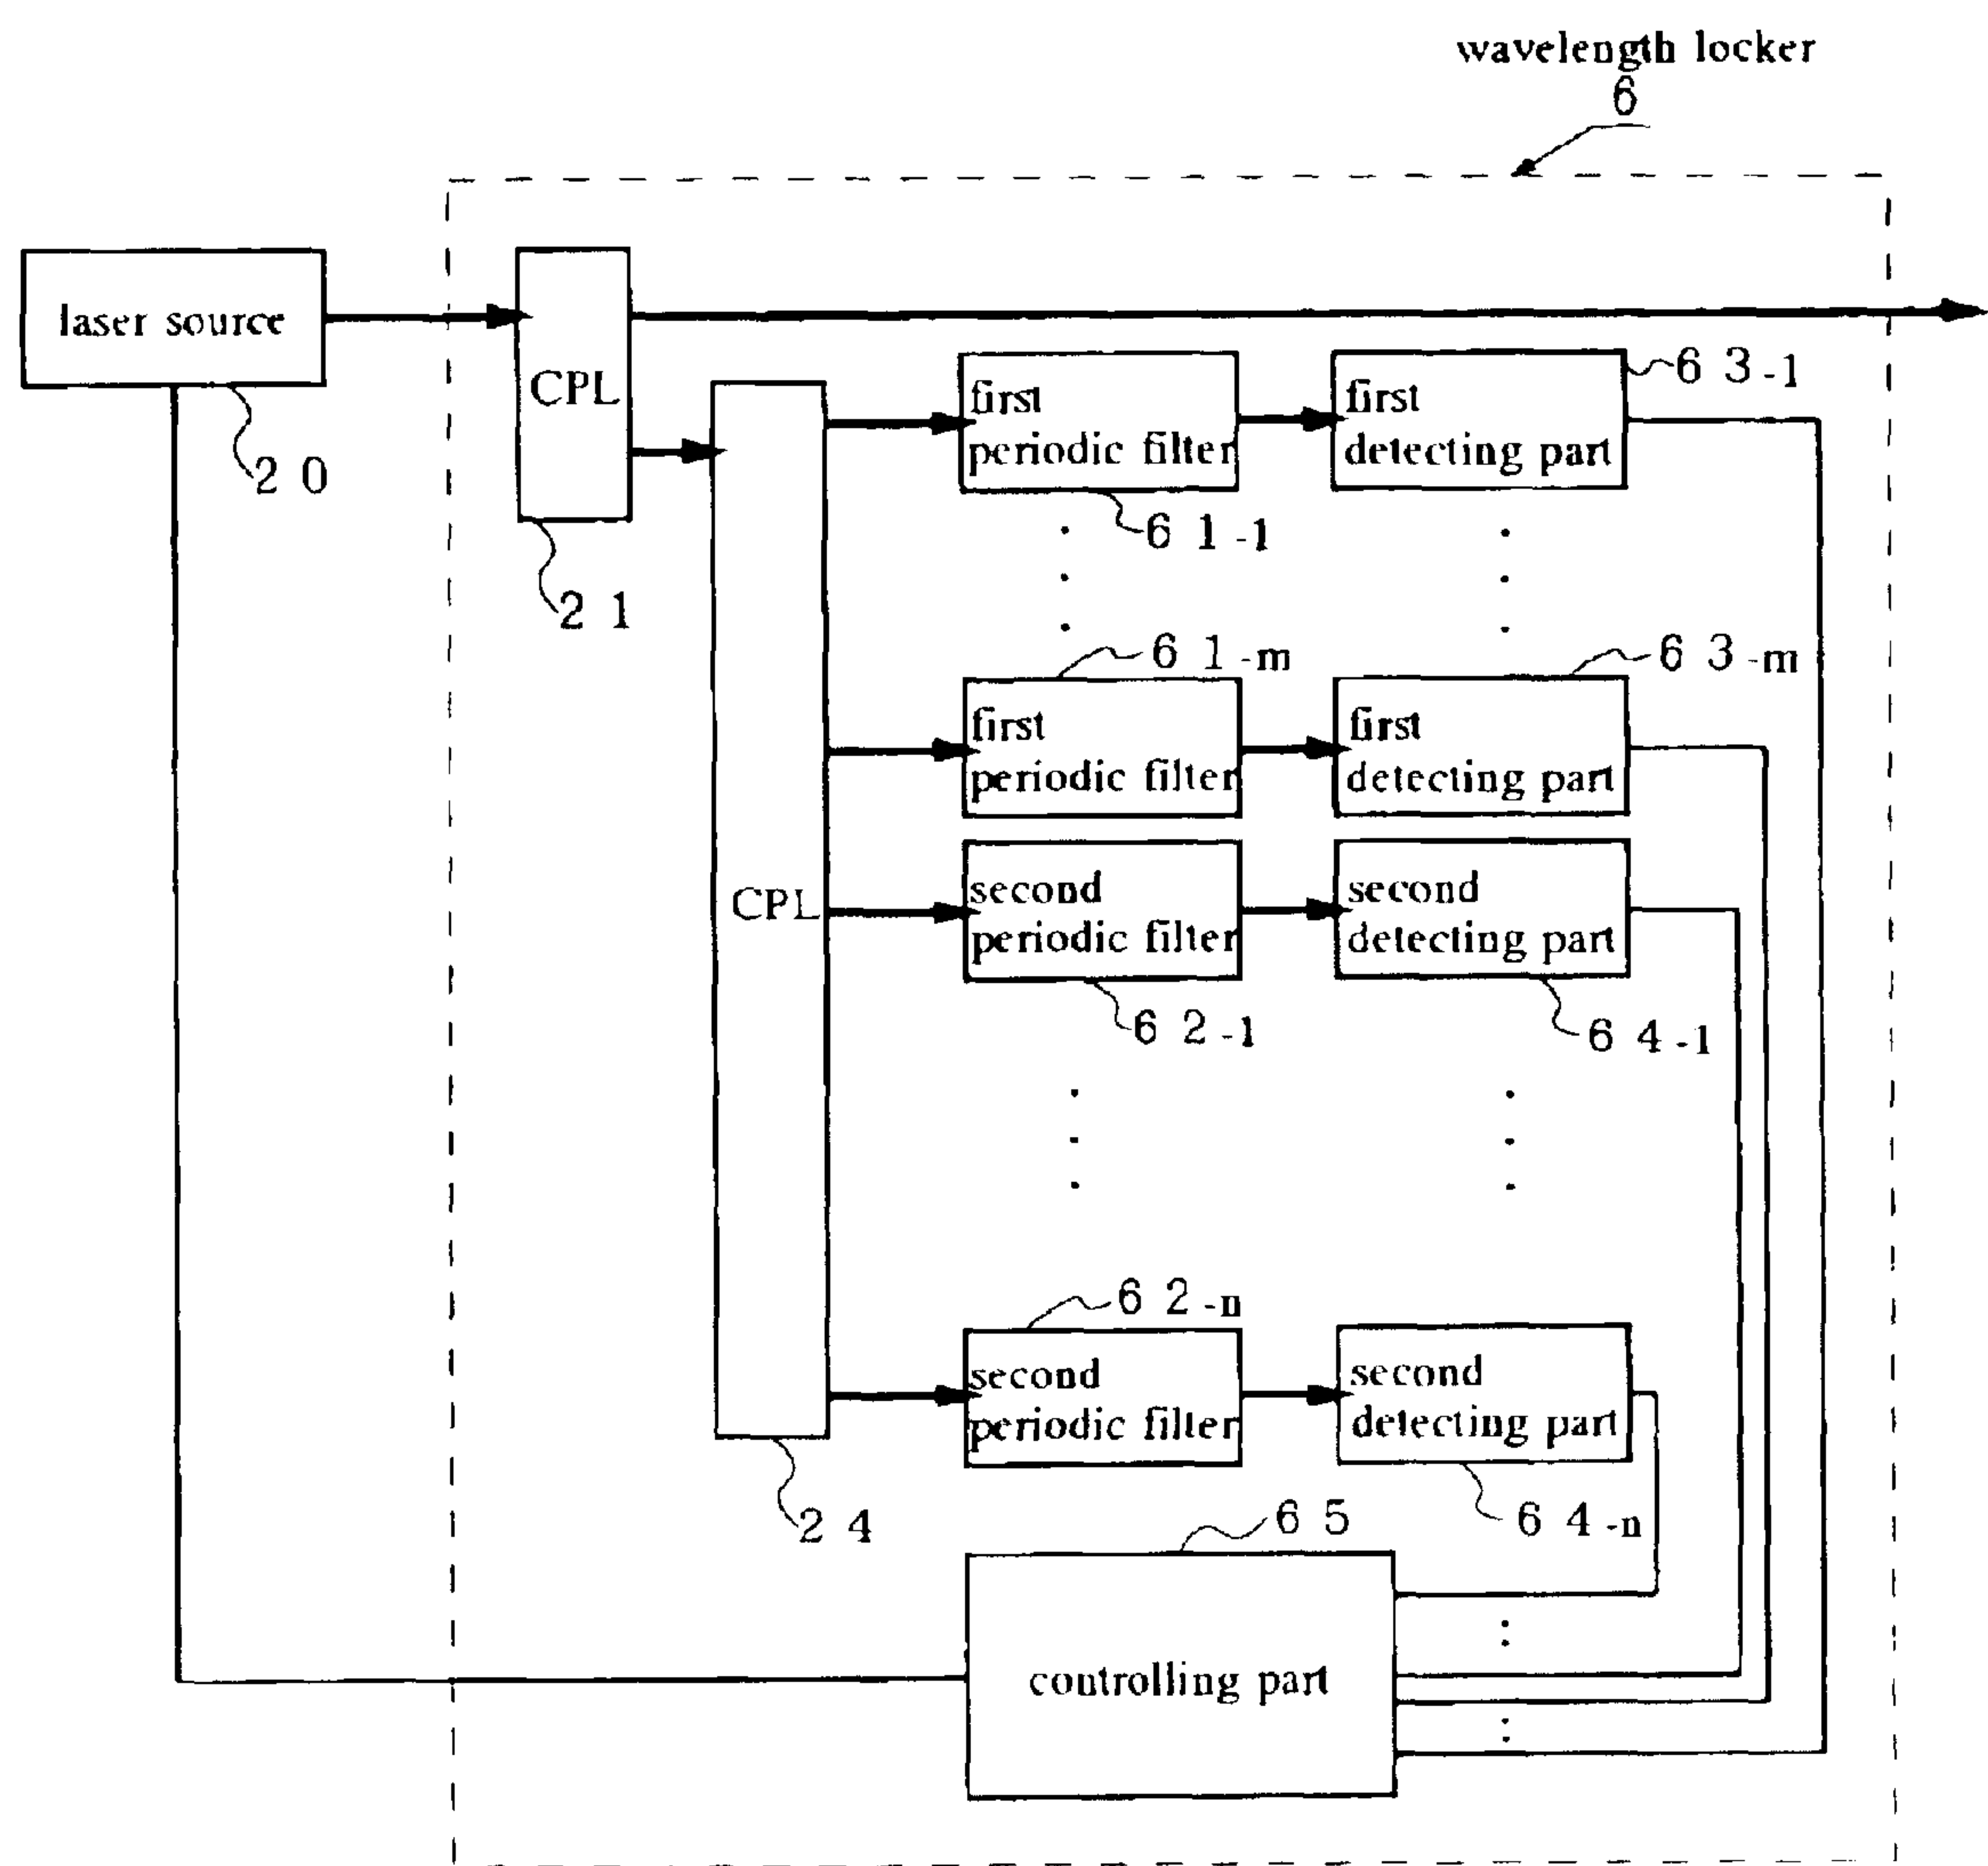 wavelength locker
6
laser source
20
CPL
21
first
periodic filter
61-1
first
detecting part
63-1
61-m
first
periodic filter
63-m
first
detecting part
CPL
24
second
periodic filter
62-1
second
detecting part
64-1
62-n
second
periodic filter
second
detecting part
64-n
65
controlling part